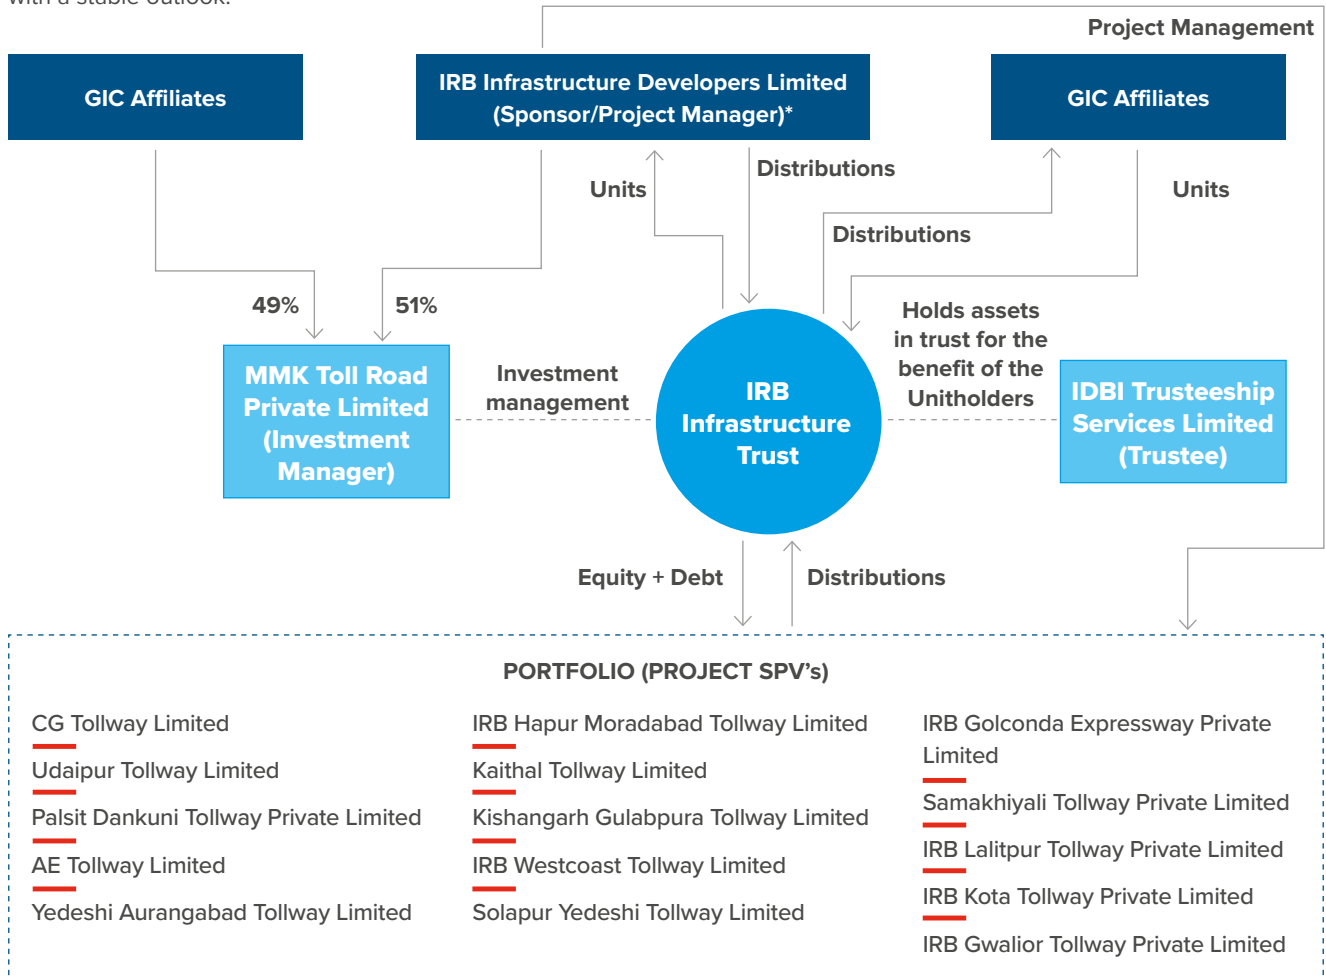 with a stable outlook.
Project Management
GIC Affiliates
IRB Infrastructure Developers Limited
(Sponsor/Project Manager)*
GIC Affiliates
Units
Distributions
Distributions
Units
49%
51%
MMK Toll Road
Private Limited
(Investment
Manager)
Investment
management
IRB
Infrastructure
Trust
Holds assets
in trust for the
benefit of the
Unitholders
IDBI Trusteeship
Services Limited
(Trustee)
Equity + Debt
Distributions
PORTFOLIO (PROJECT SPV's)
CG Tollway Limited
Udaipur Tollway Limited
Palsit Dankuni Tollway Private Limited
AE Tollway Limited
Yedeshi Aurangabad Tollway Limited
IRB Hapur Moradabad Tollway Limited
Kaithal Tollway Limited
Kishangarh Gulabpura Tollway Limited
IRB Westcoast Tollway Limited
Solapur Yedeshi Tollway Limited
IRB Golconda Expressway Private
Limited
Samakhiyali Tollway Private Limited
IRB Lalitpur Tollway Private Limited
IRB Kota Tollway Private Limited
IRB Gwalior Tollway Private Limited